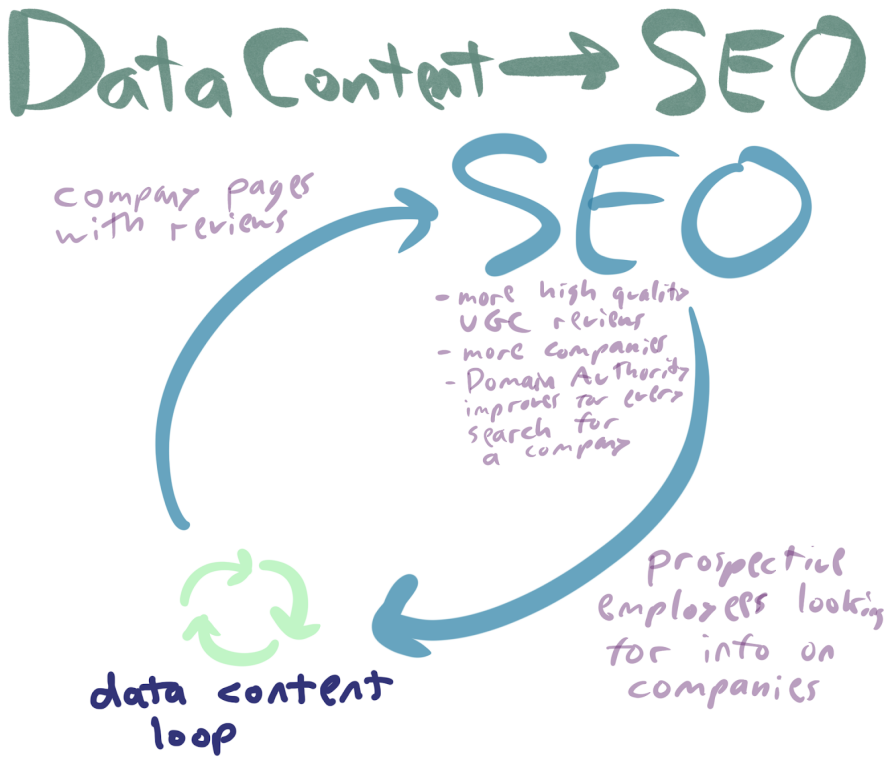 Data Content → SEO
SEO
company pages
with reviews
- more high quality
UGC reviews
- more companies
- Domain Authority
improves for every
search for
a company
prospective
employees looking
for info on
companies
data content
loop